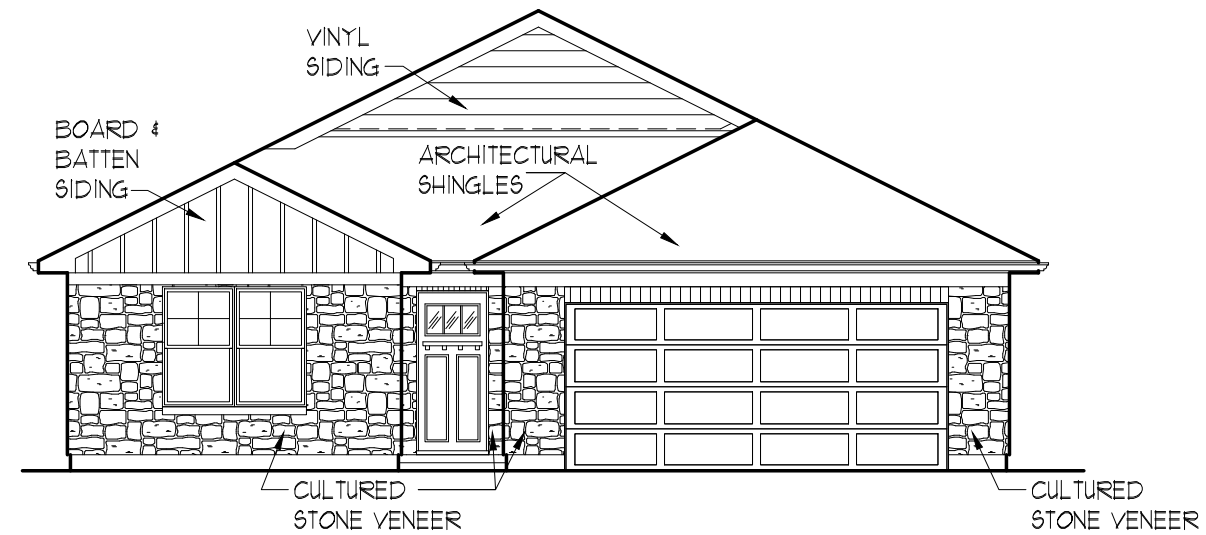 VINYL
SIDING
BOARD &
BATTEN
SIDING
ARCHITECTURAL
SHINGLES
CULTURED
STONE VENEER
CULTURED
STONE VENEER